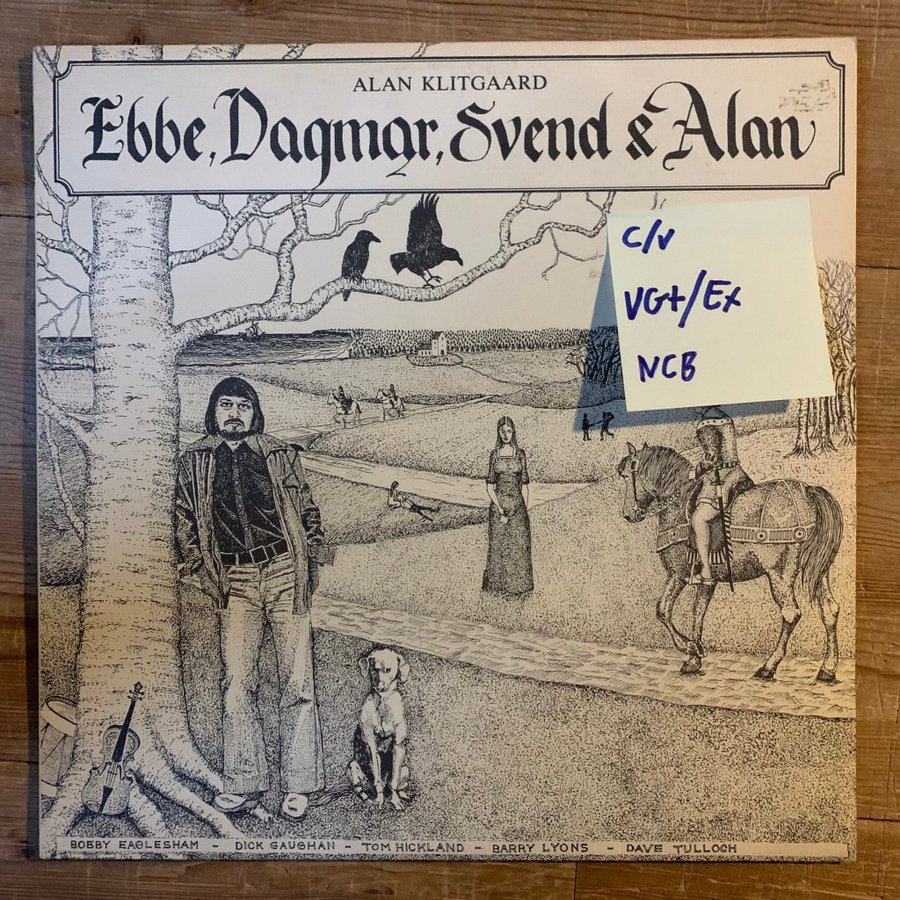 ALAN KLITGAARD
Ebbe, Dagmar, Svend & Alan
C/V
VG+/EX
NCB
BOBBY EAGLESHAM - DICK GAUGHAN - TOM HICKLAND - BARRY LYONS - DAVE TULLOCH